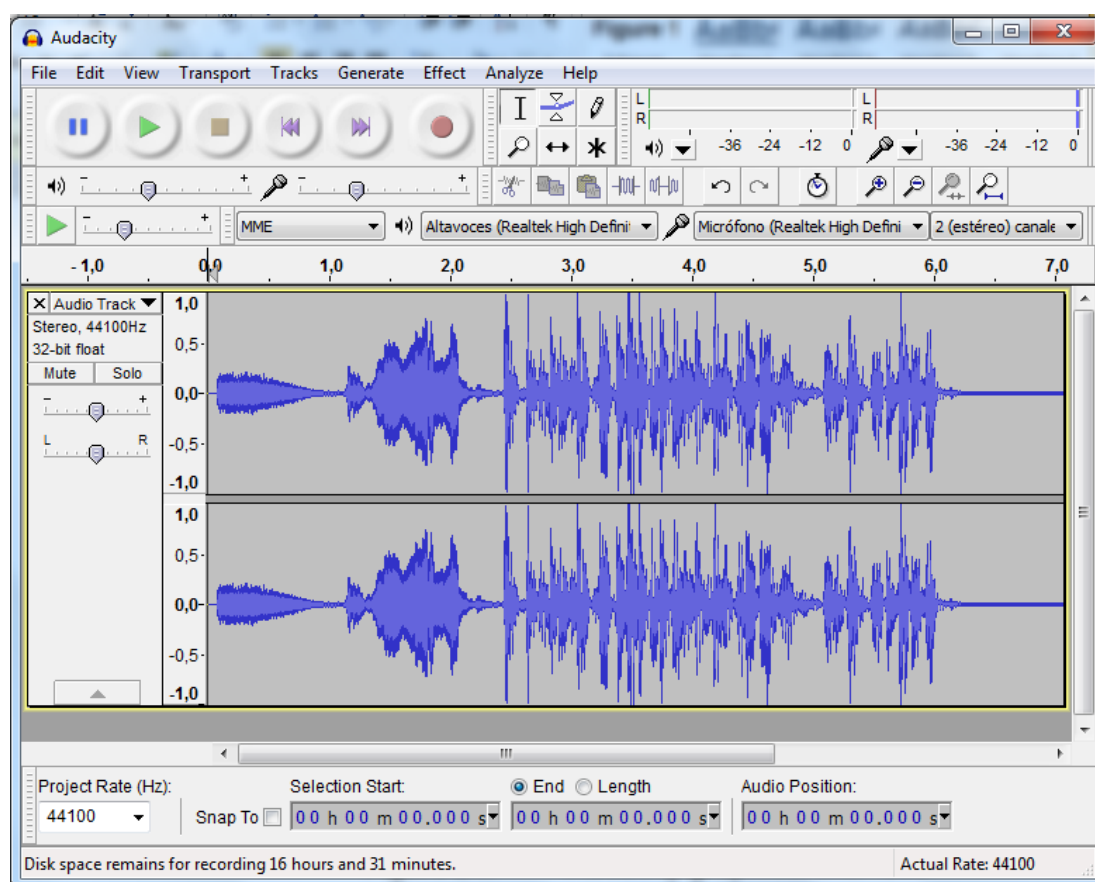 Figure 1
Audacity
File Edit View Transport Tracks Generate Effect Analyze Help
L
R
-36 -24 -12 0
L
R
-36 -24 -12 0
- +
- +
- +
MME
Altavoces (Realtek High Defini
Micrófono (Realtek High Defini
2 (estéreo) canale
- 1,0 0,0 1,0 2,0 3,0 4,0 5,0 6,0 7,0
X Audio Track
Stereo, 44100Hz
32-bit float
Mute Solo
- +
L R
1,0
0,5-
0,0-
-0,5-
-1,0
1,0
0,5-
0,0-
-0,5-
-1,0
Project Rate (Hz): Selection Start: End Length Audio Position:
44100 Snap To 00 h 00 m 00.000 s 00 h 00 m 00.000 s 00 h 00 m 00.000 s
Disk space remains for recording 16 hours and 31 minutes. Actual Rate: 44100